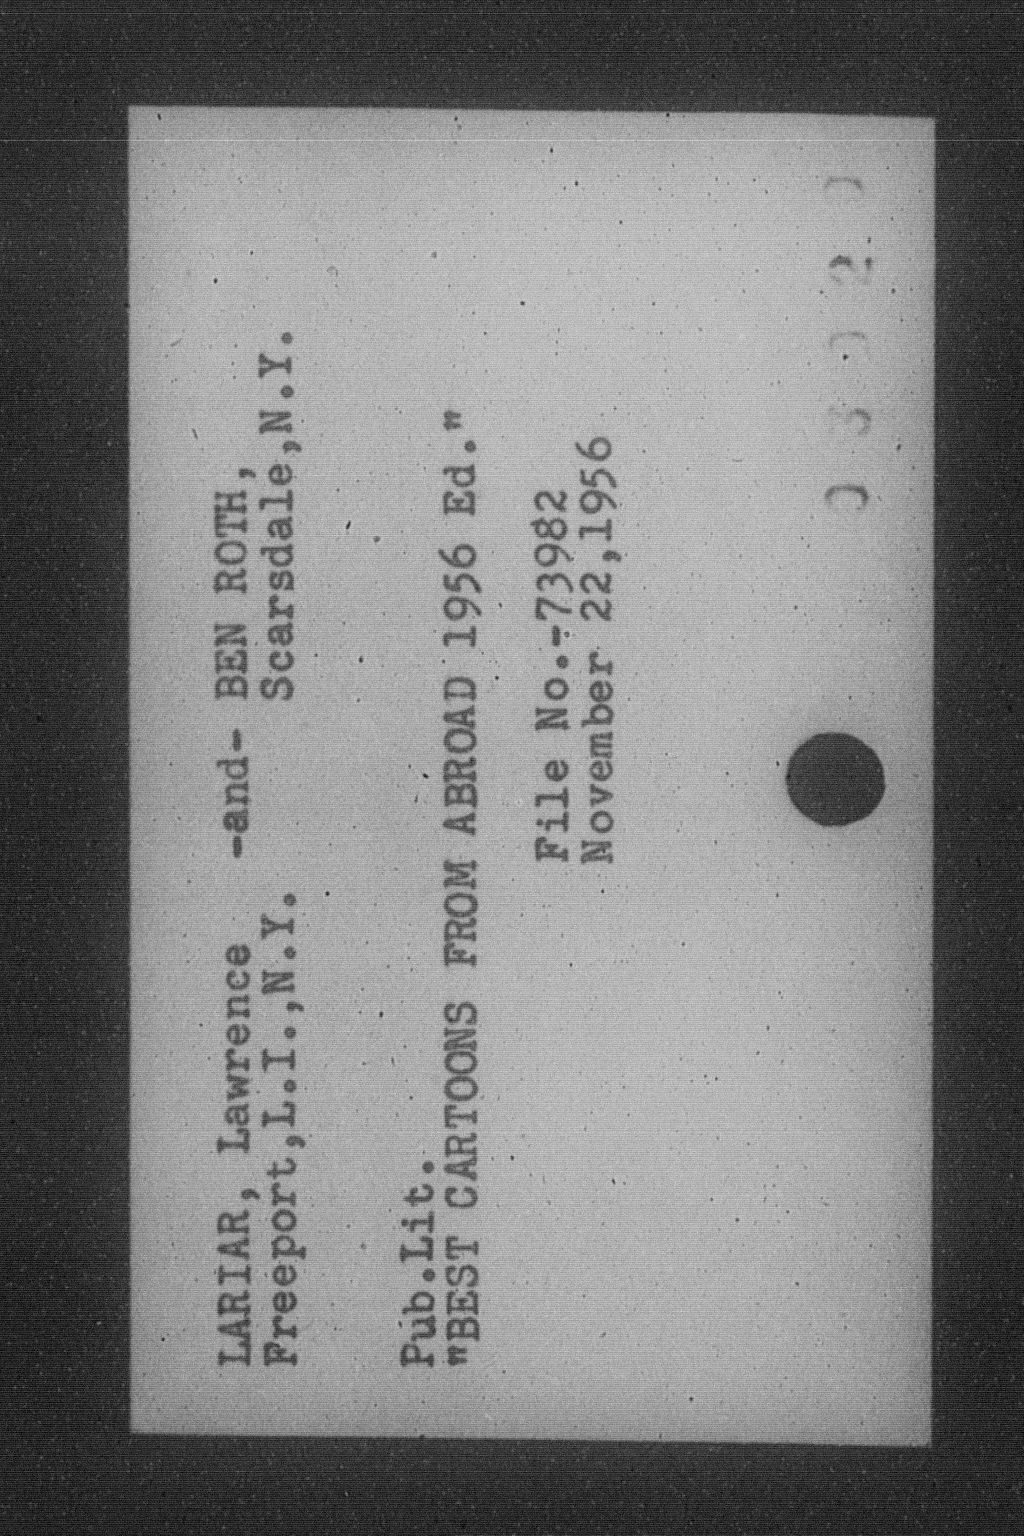 LARIAR, Lawrence -and- BEN ROTH,
Freeport,L.I.,N.Y. Scarsdale,N.Y.
Pub.Lit.
"BEST CARTOONS FROM ABROAD 1956 Ed."
File No.-73982
November 22,1956